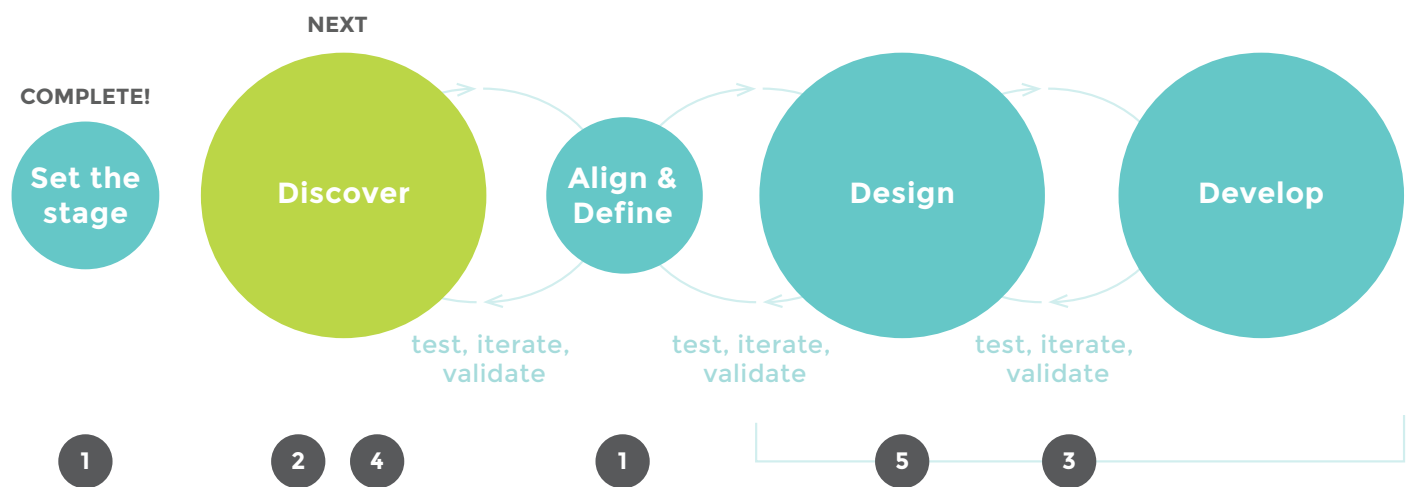 NEXT
COMPLETE!
Set the
stage
Discover
Align &
Define
Design
Develop
test, iterate,
validate
test, iterate,
validate
test, iterate,
validate
1
2
4
1
5
3